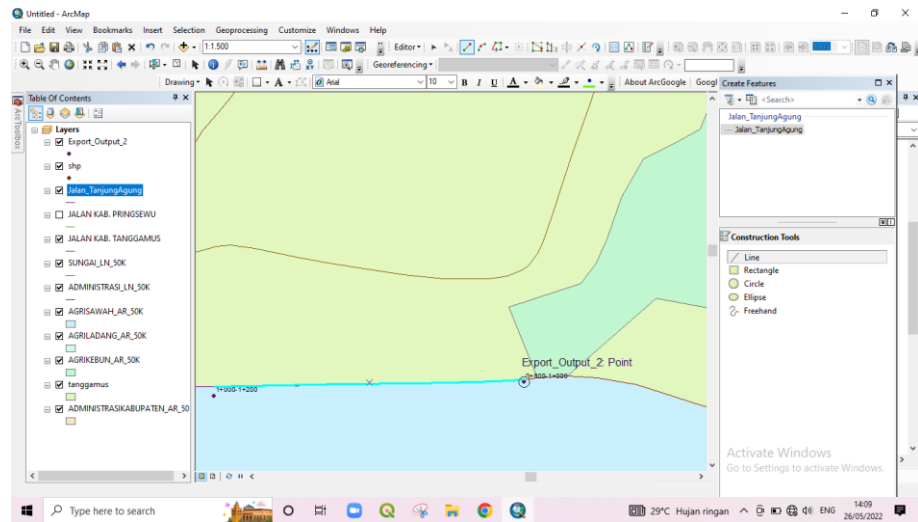 Untitled - ArcMap
File Edit View Bookmarks Insert Selection Geoprocessing Customize Windows Help
1:1.500 Editor
Georeferencing
Drawing A Arial 10 B I U A About ArcGoogle Googl
Table Of Contents
ArcToolbox
Layers
Export_Output_2
shp
Jalan_TanjungAgung
JALAN KAB. PRINGSEWU
JALAN KAB. TANGGAMUS
SUNGAI_LN_50K
ADMINISTRASI_LN_50K
AGRISAWAH_AR_50K
AGRILADANG_AR_50K
AGRIKEBUN_AR_50K
tanggamus
ADMINISTRASIKABUPATEN_AR_50
Export_Output_2: Point
1+000-1+200
Create Features
<Search>
Jalan_TanjungAgung
Jalan_TanjungAgung
Construction Tools
Line
Rectangle
Circle
Ellipse
Freehand
Activate Windows
Go to Settings to activate Windows.
Type here to search
29°C Hujan ringan
ENG
14:09
26/05/2022